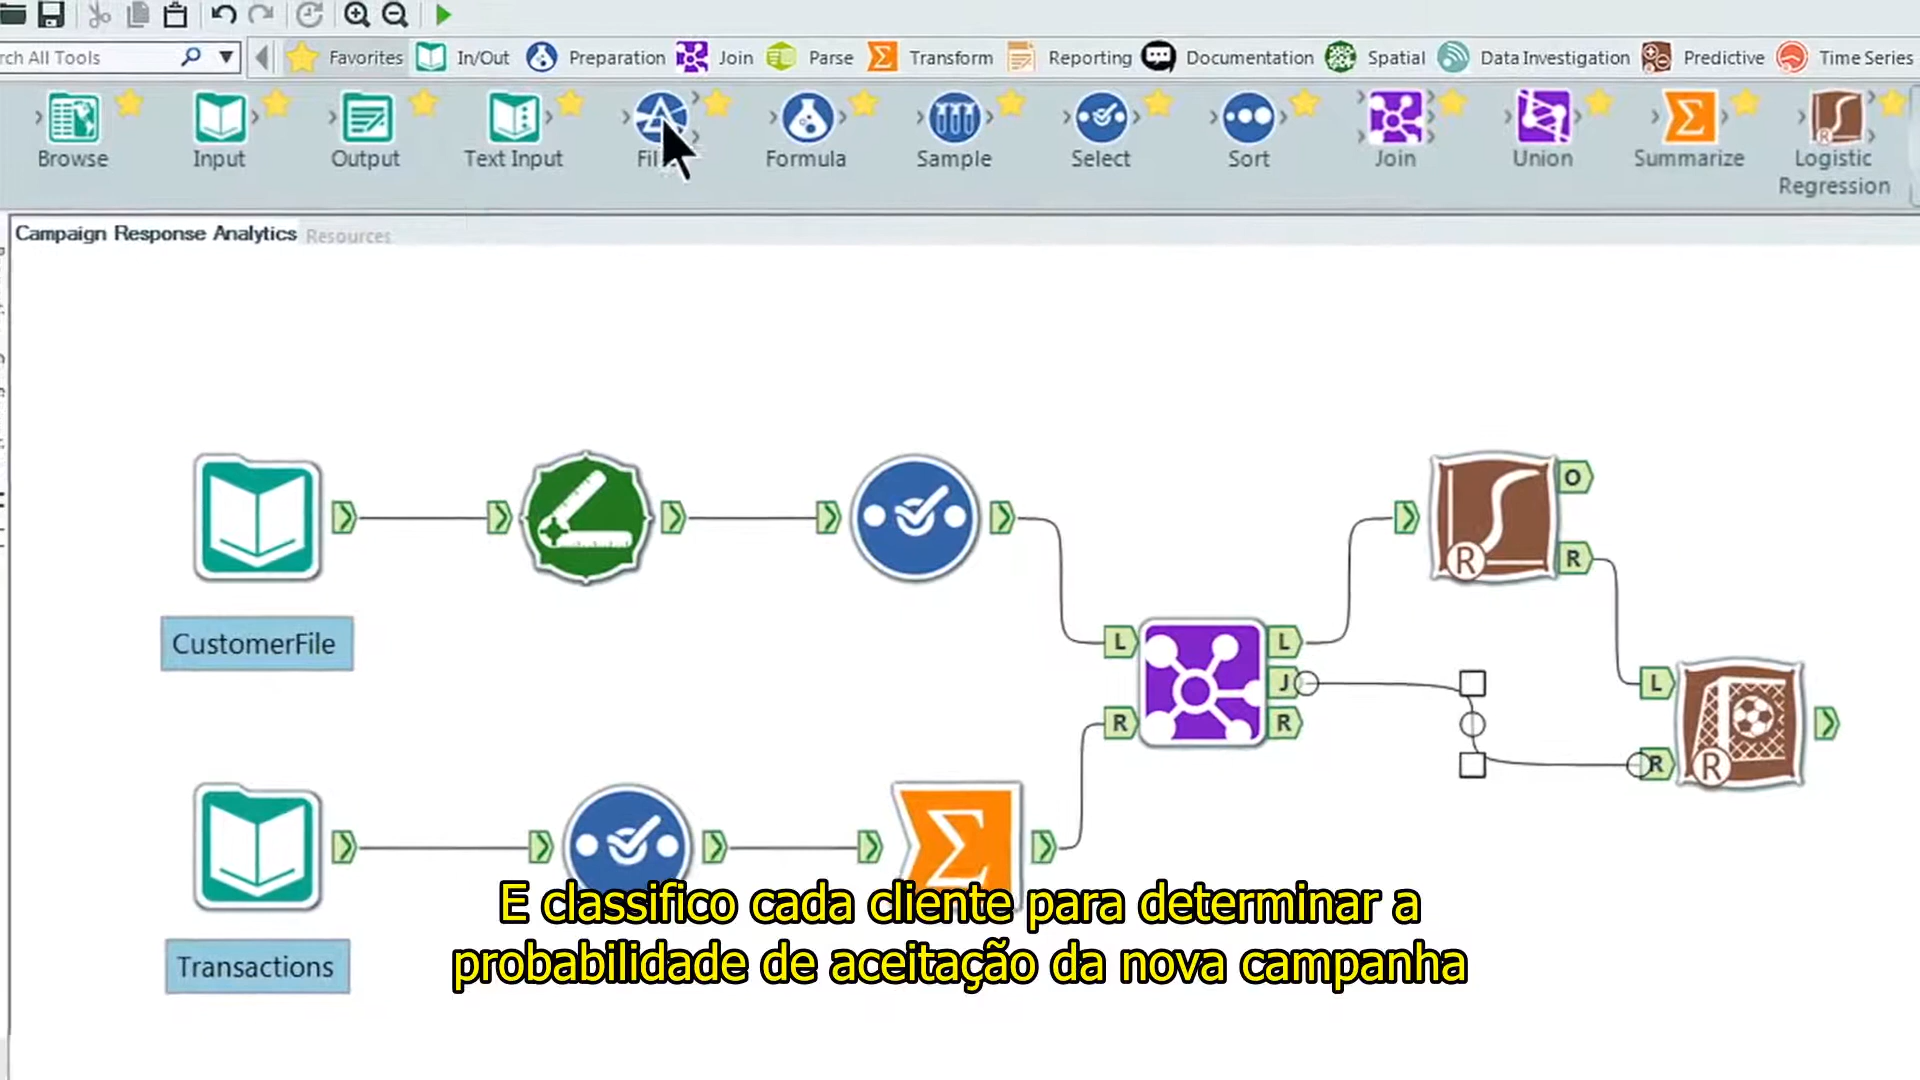 rch All Tools
Favorites In/Out Preparation Join Parse Transform Reporting Documentation Spatial Data Investigation Predictive Time Series
Browse Input Output Text Input Formula Sample Select Sort Join Union Summarize Logistic Regression
Campaign Response Analytics Resources
O
R
L L
J
R R
L
R
R
R
CustomerFile
Transactions
E classifico cada cliente para determinar a
probabilidade de aceitação da nova campanha